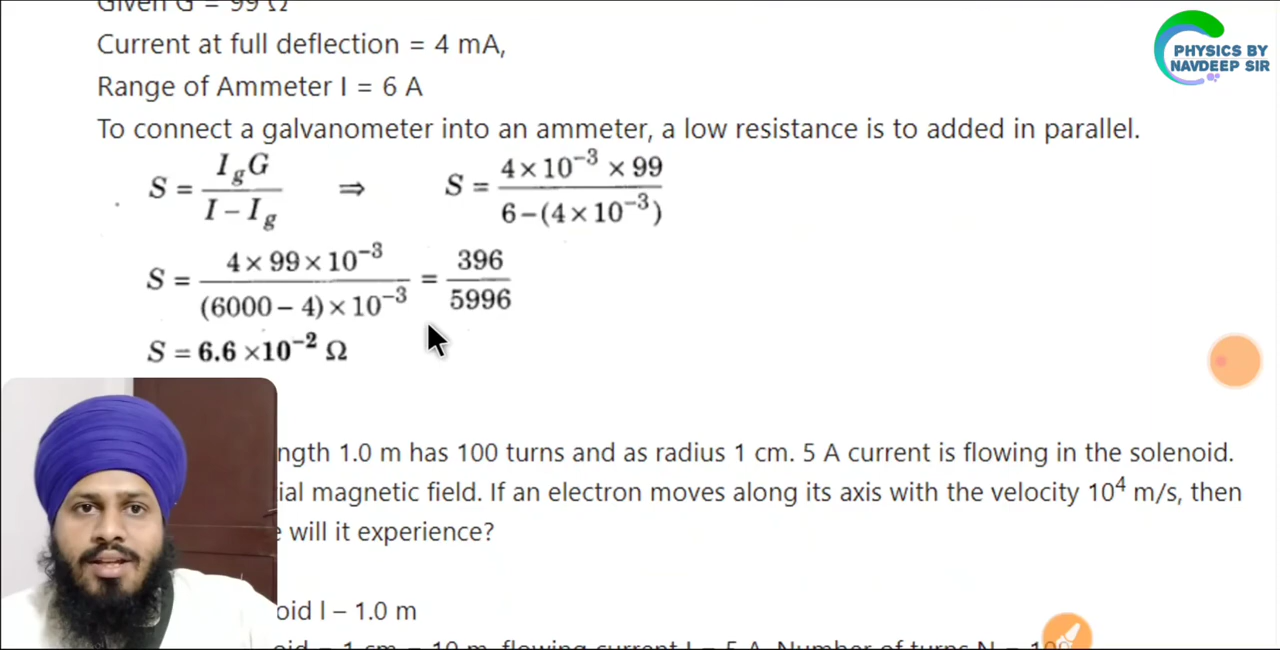 Given G = 99 Ω
Current at full deflection = 4 mA,
Range of Ammeter I = 6 A
To connect a galvanometer into an ammeter, a low resistance is to added in parallel.
S = I_g G / (I − I_g) ⇒ S = (4×10⁻³ ×99) / (6−(4×10⁻³))
S = (4×99×10⁻³) / ((6000 − 4)×10⁻³) = 396/5996
S = 6.6 ×10⁻² Ω
ngth 1.0 m has 100 turns and as radius 1 cm. 5 A current is flowing in the solenoid.
ial magnetic field. If an electron moves along its axis with the velocity 10⁴ m/s, then
will it experience?
oid l – 1.0 m
PHYSICS BY
NAVDEEP SIR